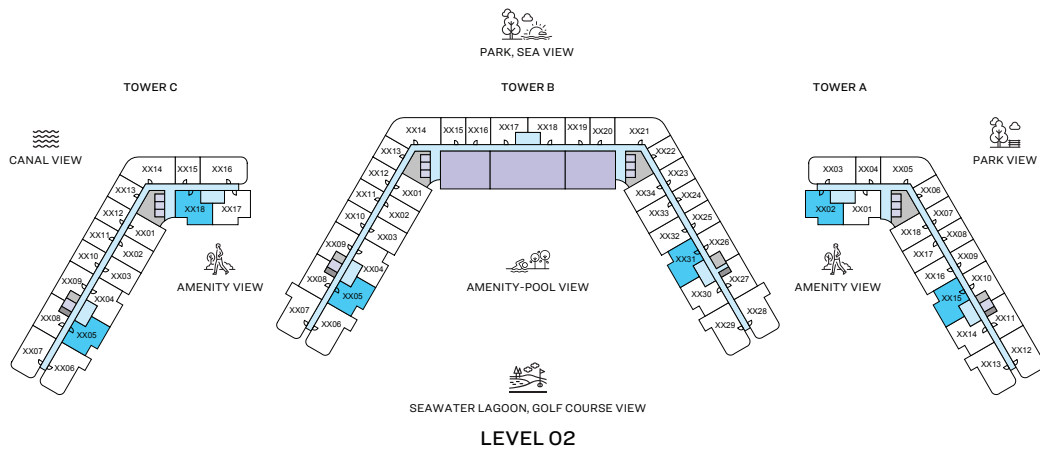 PARK, SEA VIEW
TOWER C
TOWER B
TOWER A
CANAL VIEW
PARK VIEW
XX14
XX15
XX16
XX13
XX12
XX11
XX10
XX09
XX08
XX07
XX06
XX05
XX04
XX03
XX02
XX01
XX18
XX17
XX14
XX15
XX16
XX17
XX18
XX19
XX20
XX21
XX13
XX12
XX11
XX10
XX09
XX08
XX07
XX06
XX05
XX04
XX03
XX02
XX01
XX22
XX23
XX24
XX25
XX26
XX27
XX28
XX29
XX30
XX31
XX32
XX33
XX34
XX03
XX04
XX05
XX02
XX01
XX06
XX07
XX08
XX09
XX10
XX11
XX12
XX13
XX14
XX15
XX16
XX17
XX18
AMENITY VIEW
AMENITY-POOL VIEW
AMENITY VIEW
SEAWATER LAGOON, GOLF COURSE VIEW
LEVEL 02